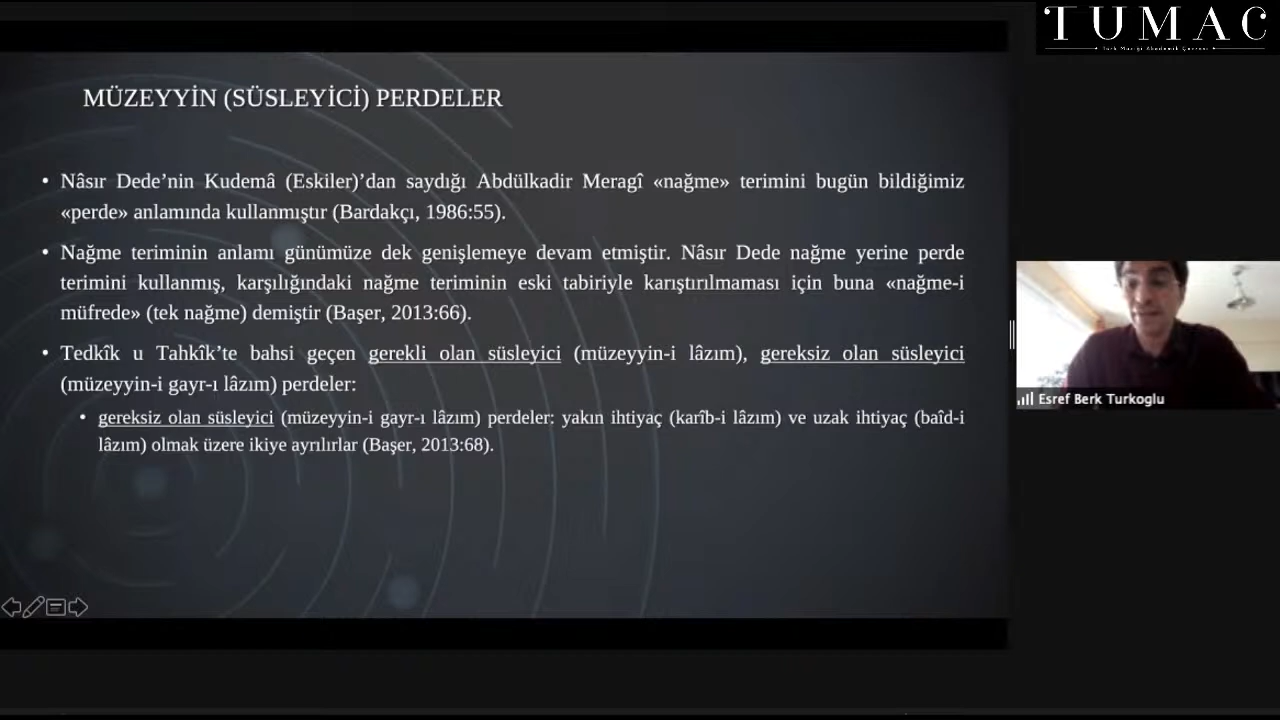 TUMAC
Türk Müziği Akademik Çevresi
MÜZEYYİN (SÜSLEYİCİ) PERDELER
• Nâsır Dede’nin Kudemâ (Eskiler)’dan saydığı Abdülkadir Meragî «nağme» terimini bugün bildiğimiz
«perde» anlamında kullanmıştır (Bardakçı, 1986:55).
• Nağme teriminin anlamı günümüze dek genişlemeye devam etmiştir. Nâsır Dede nağme yerine perde
terimini kullanmış, karşılığındaki nağme teriminin eski tabiriyle karıştırılmaması için buna «nağme-i
müfrede» (tek nağme) demiştir (Başer, 2013:66).
• Tedkîk u Tahkîk’te bahsi geçen gerekli olan süsleyici (müzeyyin-i lâzım), gereksiz olan süsleyici
(müzeyyin-i gayr-ı lâzım) perdeler:
• gereksiz olan süsleyici (müzeyyin-i gayr-ı lâzım) perdeler: yakın ihtiyaç (karîb-i lâzım) ve uzak ihtiyaç (baîd-i
lâzım) olmak üzere ikiye ayrılırlar (Başer, 2013:68).
Esref Berk Turkoglu